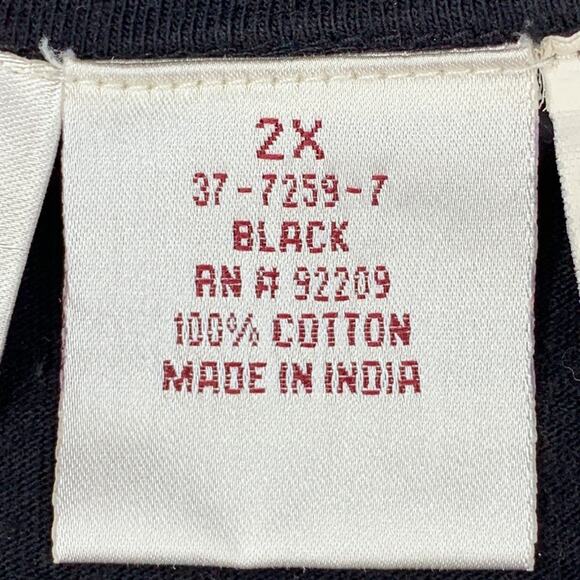 2X
37-7259-7
BLACK
RN # 92209
100% COTTON
MADE IN INDIA